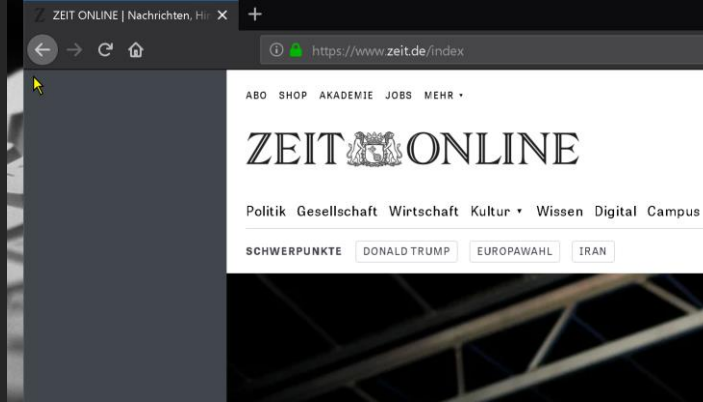 ZEIT ONLINE | Nachrichten, Hin
https://www.zeit.de/index
ABO SHOP AKADEMIE JOBS MEHR
ZEIT ONLINE
Politik Gesellschaft Wirtschaft Kultur Wissen Digital Campus
SCHWERPUNKTE DONALD TRUMP EUROPAWAHL IRAN